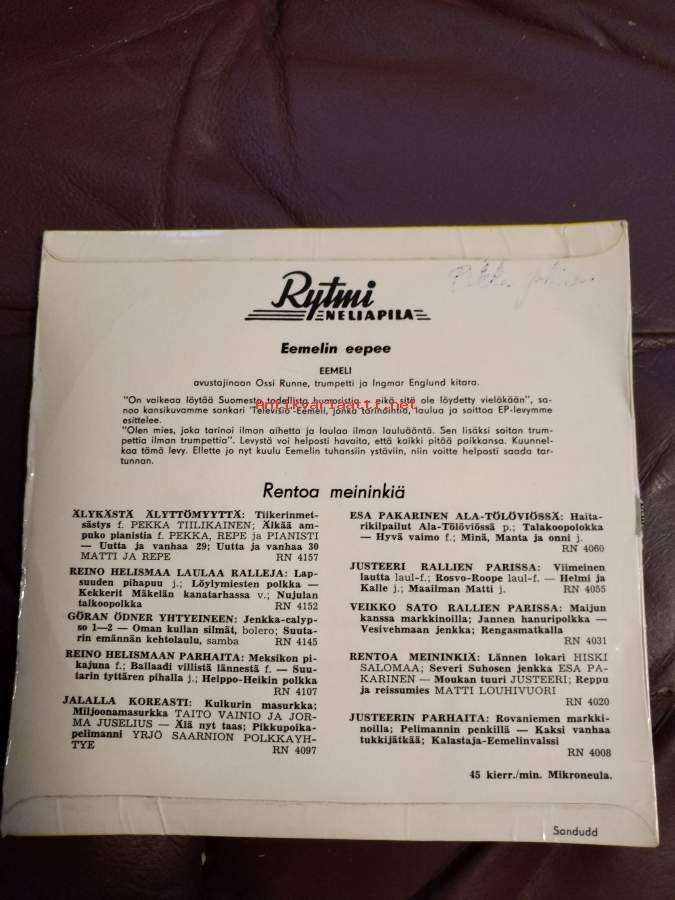 Rytmi
NELIAPILA
Eemelin eepee
EEMELI
avustajinaan Ossi Runne, trumpetti ja Ingmar Englund kitara.
"On vaikeaa löytää Suomesta todellista humoristia — eikä sitä ole löydetty vieläkään", sa-
noo kansikuvamme sankari Televisio-Eemeli, jonka tarinointia, laulua ja soittoa EP-levymme
esittelee.
"Olen mies, joka tarinoi ilman aihetta ja laulaa ilman lauluääntä. Sen lisäksi soitan trum-
pettia ilman trumpettia". Levystä voi helposti havaita, että kaikki pitää paikkansa. Kuunnel-
kaa tämä levy. Ellette jo nyt kuulu Eemelin tuhansiin ystäviin, niin voitte helposti saada tar-
tunnan.
antikvariaatti.net
Rentoa meininkiä
ÄLYKÄSTÄ ÄLYTTÖMYYTTÄ: Tiikerinmet-
sästys f. PEKKA TIILIKAINEN; Älkää am-
puko pianistia f. PEKKA, REPE ja PIANISTI
— Uutta ja vanhaa 29; Uutta ja vanhaa 30
MATTI JA REPE RN 4157
REINO HELISMAA LAULAA RALLEJA: Lap-
suuden pihapuu j.; Löylymiesten polkka —
Kekkerit Mäkelän kanatarhassa v.; Nujulan
talkoopolkka RN 4152
GÖRAN ÖDNER YHTYEINEEN: Jenkka-calyp-
so 1—2 — Oman kullan silmät, bolero; Suuta-
rin emännän kehtolaulu, samba RN 4145
REINO HELISMAAN PARHAITA: Meksikon pi-
kajuna f.; Ballaadi villistä lännestä f. — Suu-
tarin tyttären pihalla j.; Helppo-Heikin polkka
RN 4107
JALALLA KOREASTI: Kulkurin masurkka;
Miljoonamasurkka TAITO VAINIO JA JOR-
MA JUSELIUS — Älä nyt taas; Pikkupoika-
pelimanni YRJÖ SAARNION POLKKAYH-
TYE RN 4097
ESA PAKARINEN ALA-TÖLÖVIÖSSÄ: Haita-
rikilpailut Ala-Tölöviössä p.; Talakoopolokka
— Hyvä vaimo f.; Minä, Manta ja onni j.
RN 4060
JUSTEERI RALLIEN PARISSA: Viimeinen
lautta laul-f.; Rosvo-Roope laul-f. — Helmi ja
Kalle j.; Maailman Matti j. RN 4055
VEIKKO SATO RALLIEN PARISSA: Maijun
kanssa markkinoilla; Jannen hanuripolkka —
Vesivehmaan jenkka; Rengasmatkalla
RN 4031
RENTOA MEININKIÄ: Lännen lokari HISKI
SALOMAA; Severi Suhosen jenkka ESA PA-
KARINEN — Moukan tuuri JUSTEERI; Reppu
ja reissumies MATTI LOUHIVUORI
RN 4020
JUSTEERIN PARHAITA: Rovaniemen markki-
noilla; Pelimannin penkillä — Kaksi vanhaa
tukkijätkää; Kalastaja-Eemelinvalssi
RN 4008
45 kierr./min. Mikroneula.
Sandudd